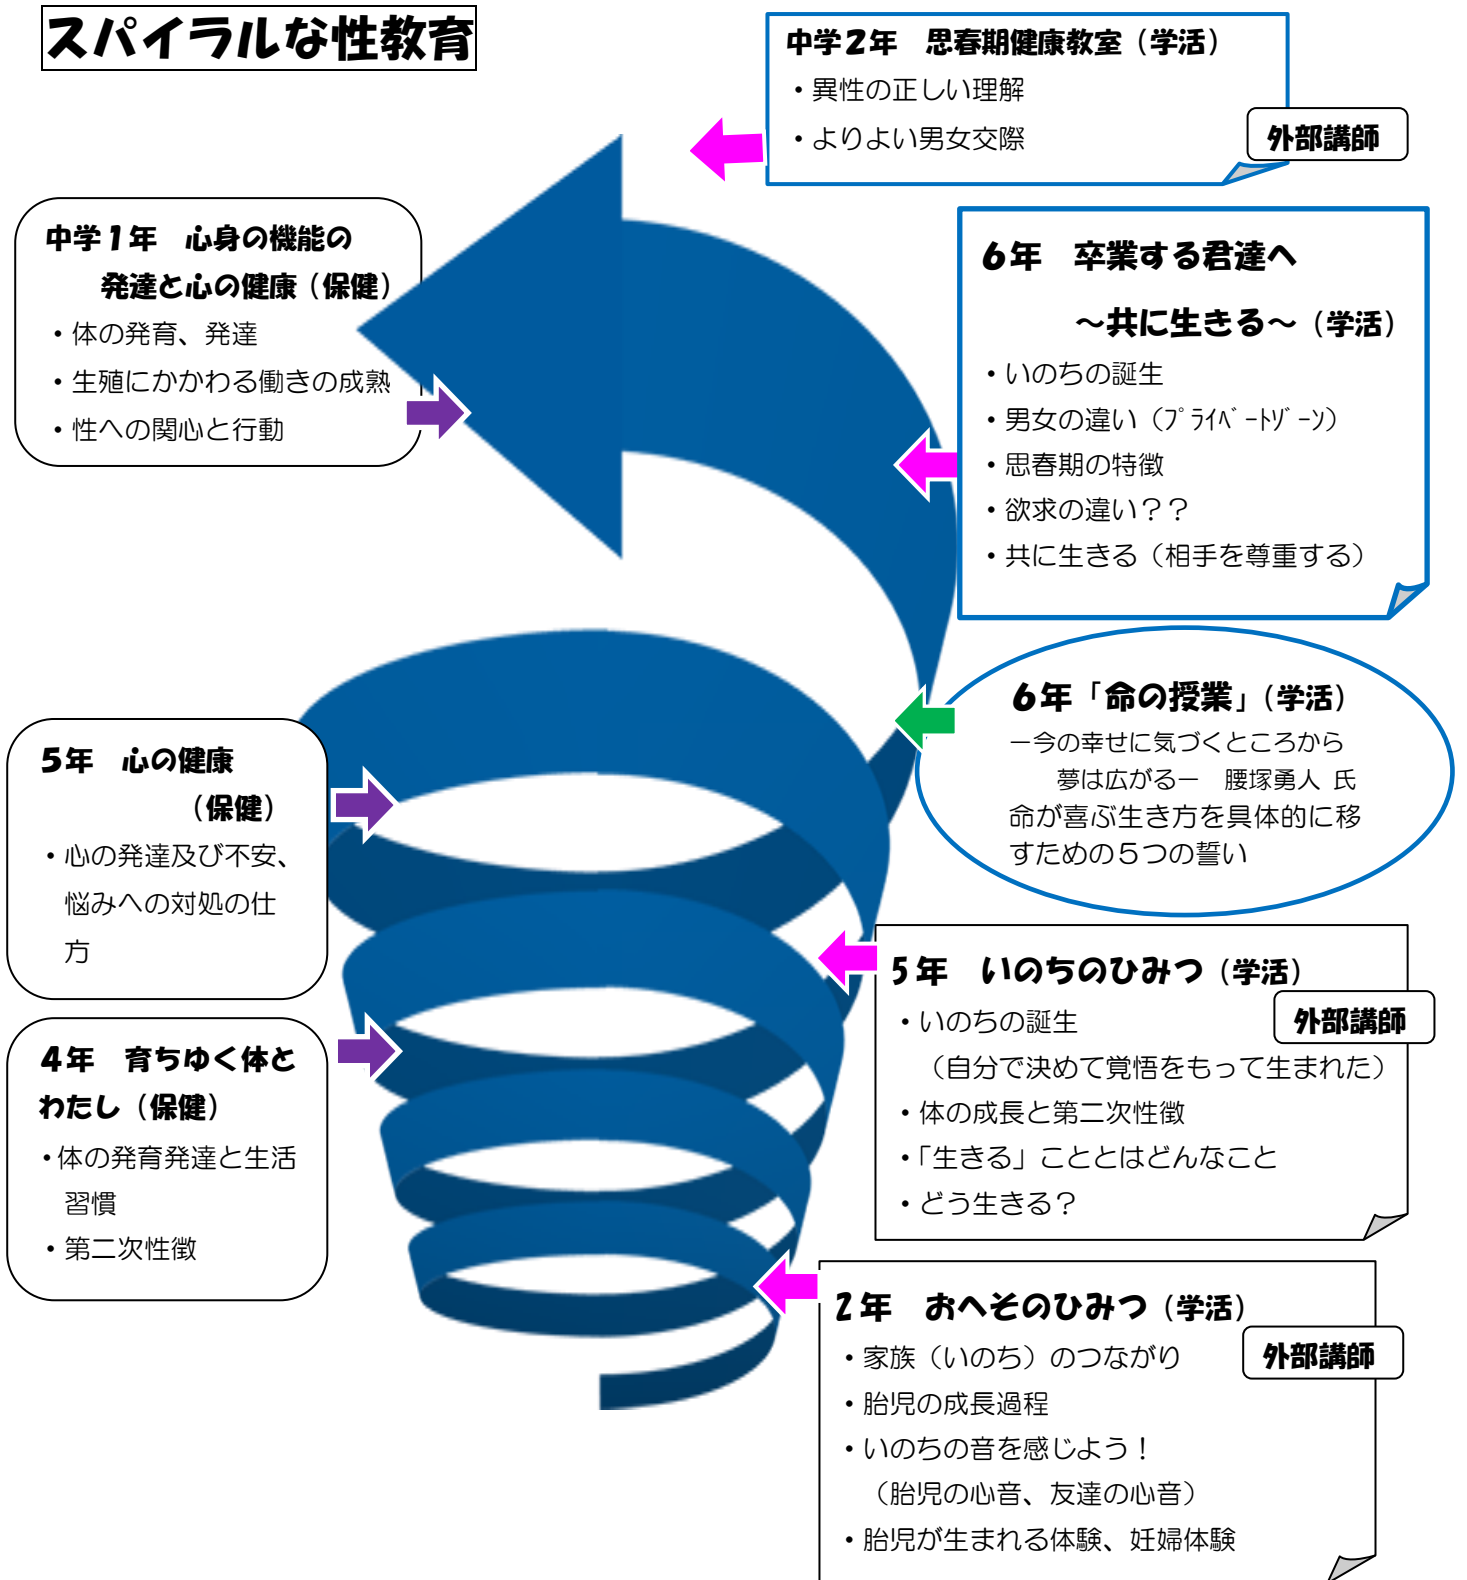 スパイラルな性教育
中学２年　思春期健康教室（学活）
・異性の正しい理解
・よりよい男女交際
外部講師
中学１年　心身の機能の
発達と心の健康（保健）
・体の発育、発達
・生殖にかかわる働きの成熟
・性への関心と行動
６年　卒業する君達へ
～共に生きる～（学活）
・いのちの誕生
・男女の違い（ﾌﾟﾗｲﾍﾞｰﾄｿﾞｰﾝ）
・思春期の特徴
・欲求の違い？？
・共に生きる（相手を尊重する）
６年「命の授業」（学活）
－今の幸せに気づくところから
夢は広がるー　腰塚勇人 氏
命が喜ぶ生き方を具体的に移
すための５つの誓い
５年　心の健康
（保健）
・心の発達及び不安、
悩みへの対処の仕
方
５年　いのちのひみつ（学活）
外部講師
・いのちの誕生
（自分で決めて覚悟をもって生まれた）
・体の成長と第二次性徴
・「生きる」こととはどんなこと
・どう生きる？
４年　育ちゆく体と
わたし（保健）
・体の発育発達と生活
習慣
・第二次性徴
２年　おへそのひみつ（学活）
外部講師
・家族（いのち）のつながり
・胎児の成長過程
・いのちの音を感じよう！
（胎児の心音、友達の心音）
・胎児が生まれる体験、妊婦体験